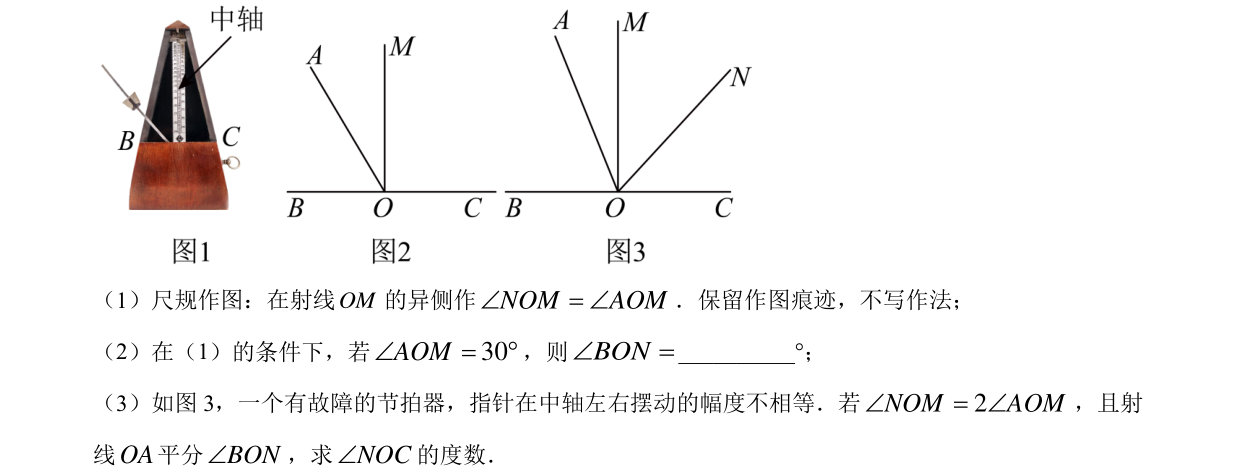 中轴
B C
图1
A M
B O C
图2
A M N
B O C
图3
（1）尺规作图：在射线OM 的异侧作∠NOM＝∠AOM．保留作图痕迹，不写作法；
（2）在（1）的条件下，若∠AOM＝30°，则∠BON＝__________°；
（3）如图 3，一个有故障的节拍器，指针在中轴左右摆动的幅度不相等．若∠NOM＝2∠AOM，且射
线OA平分∠BON，求∠NOC的度数．